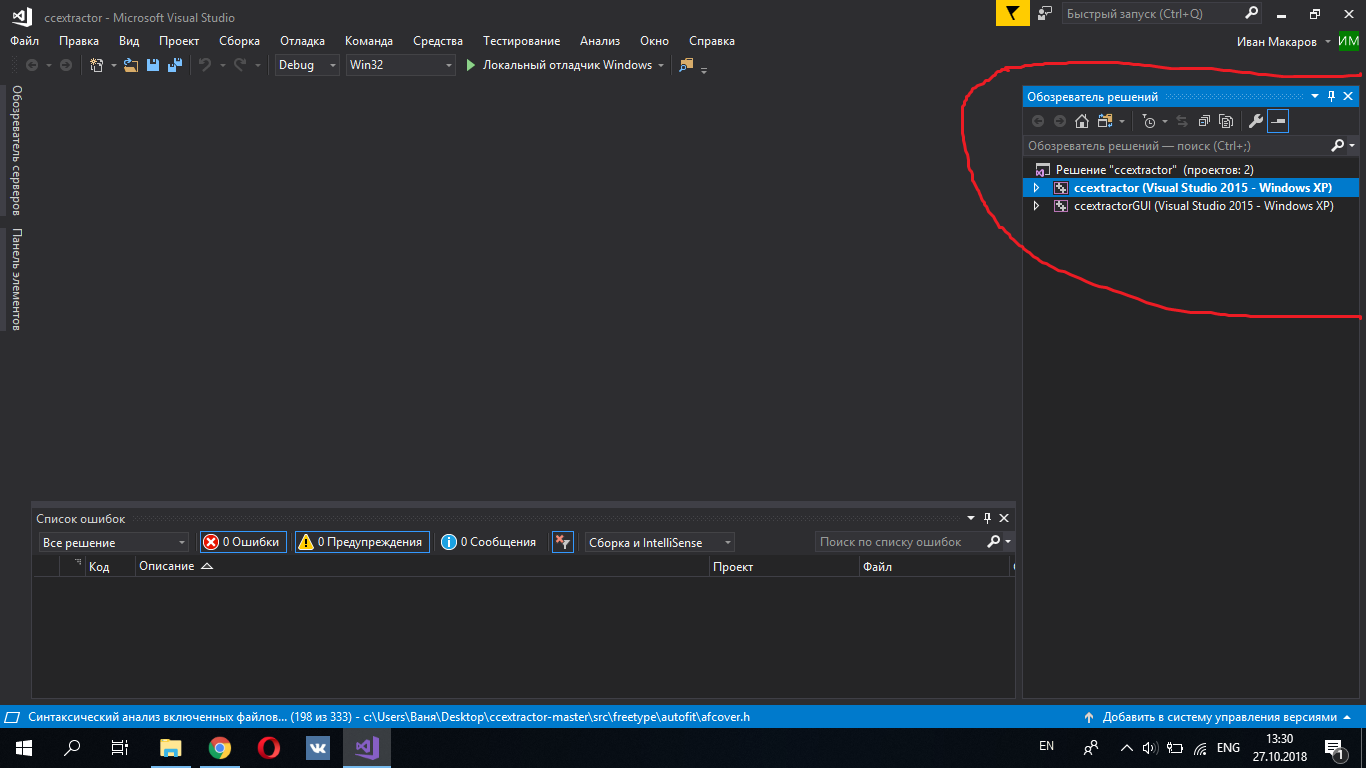 ccextractor - Microsoft Visual Studio
Быстрый запуск (Ctrl+Q)
Файл Правка Вид Проект Сборка Отладка Команда Средства Тестирование Анализ Окно Справка
Иван Макаров ИМ
Debug Win32 Локальный отладчик Windows
Обозреватель серверов
Панель элементов
Обозреватель решений
Обозреватель решений — поиск (Ctrl+;)
Решение "ccextractor" (проектов: 2)
ccextractor (Visual Studio 2015 - Windows XP)
ccextractorGUI (Visual Studio 2015 - Windows XP)
Список ошибок
Все решение 0 Ошибки 0 Предупреждения 0 Сообщения Сборка и IntelliSense Поиск по списку ошибок
Код Описание Проект Файл
Синтаксический анализ включенных файлов... (198 из 333) - c:\Users\Ваня\Desktop\ccextractor-master\src\freetype\autofit\afcover.h
Добавить в систему управления версиями
EN ENG
13:30
27.10.2018
1